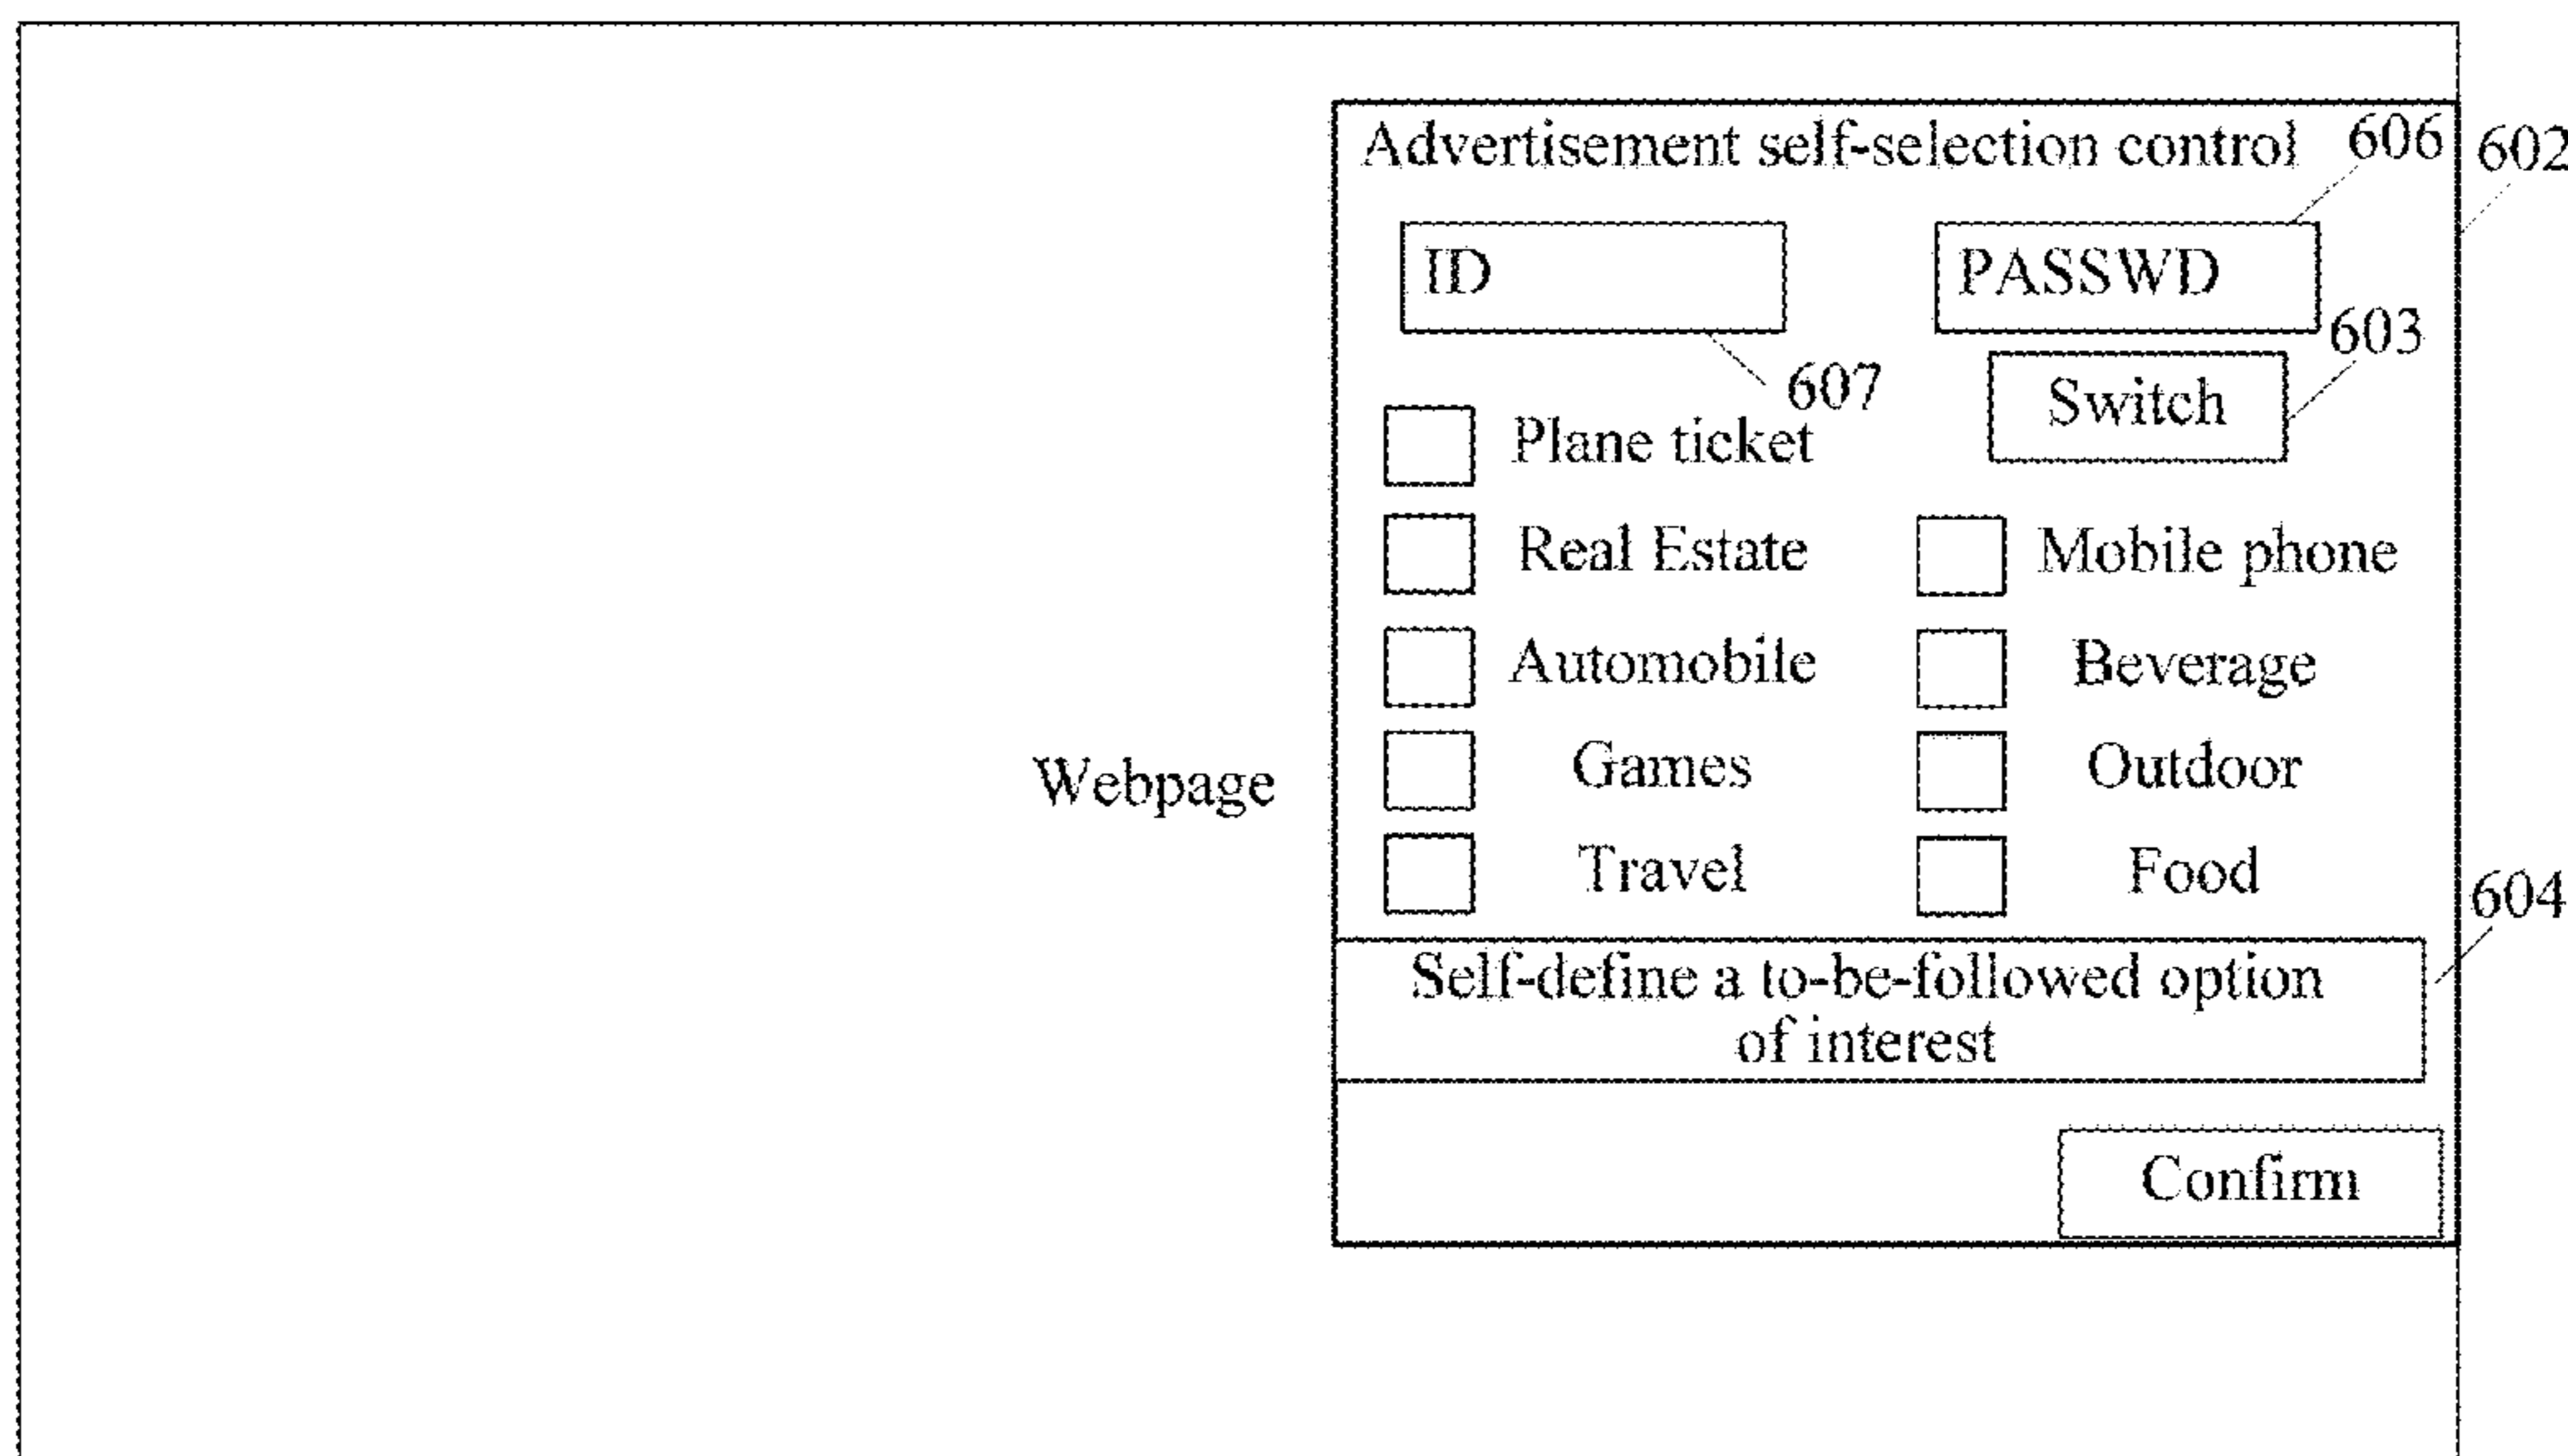 Advertisement self-selection control 606 602
ID PASSWD
603
607 Switch
Plane ticket
Real Estate Mobile phone
Automobile Beverage
Webpage Games Outdoor
Travel Food
604
Self-define a to-be-followed option
of interest
Confirm